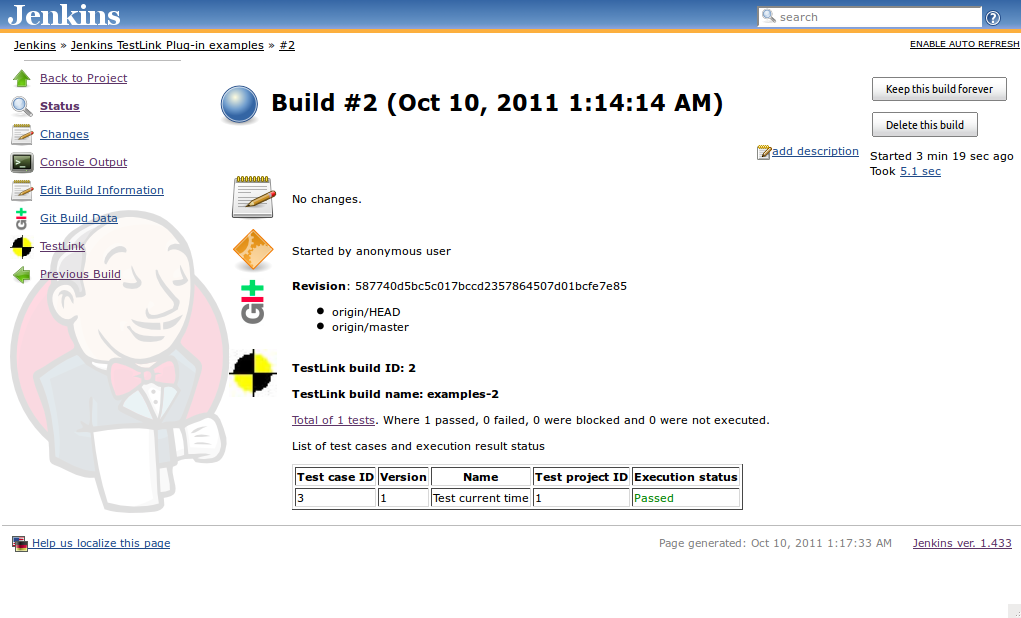 Jenkins
search
Jenkins » Jenkins TestLink Plug-in examples » #2
ENABLE AUTO REFRESH
Back to Project
Status
Changes
Console Output
Edit Build Information
Git Build Data
TestLink
Previous Build
Build #2 (Oct 10, 2011 1:14:14 AM)
Keep this build forever
Delete this build
add description
Started 3 min 19 sec ago
Took 5.1 sec
No changes.
Started by anonymous user
Git
Revision: 587740d5bc5c017bccd2357864507d01bcfe7e85
origin/HEAD
origin/master
TestLink build ID: 2
TestLink build name: examples-2
Total of 1 tests. Where 1 passed, 0 failed, 0 were blocked and 0 were not executed.
List of test cases and execution result status
Test case ID Version Name Test project ID Execution status
3 1 Test current time 1 Passed
Help us localize this page
Page generated: Oct 10, 2011 1:17:33 AM Jenkins ver. 1.433